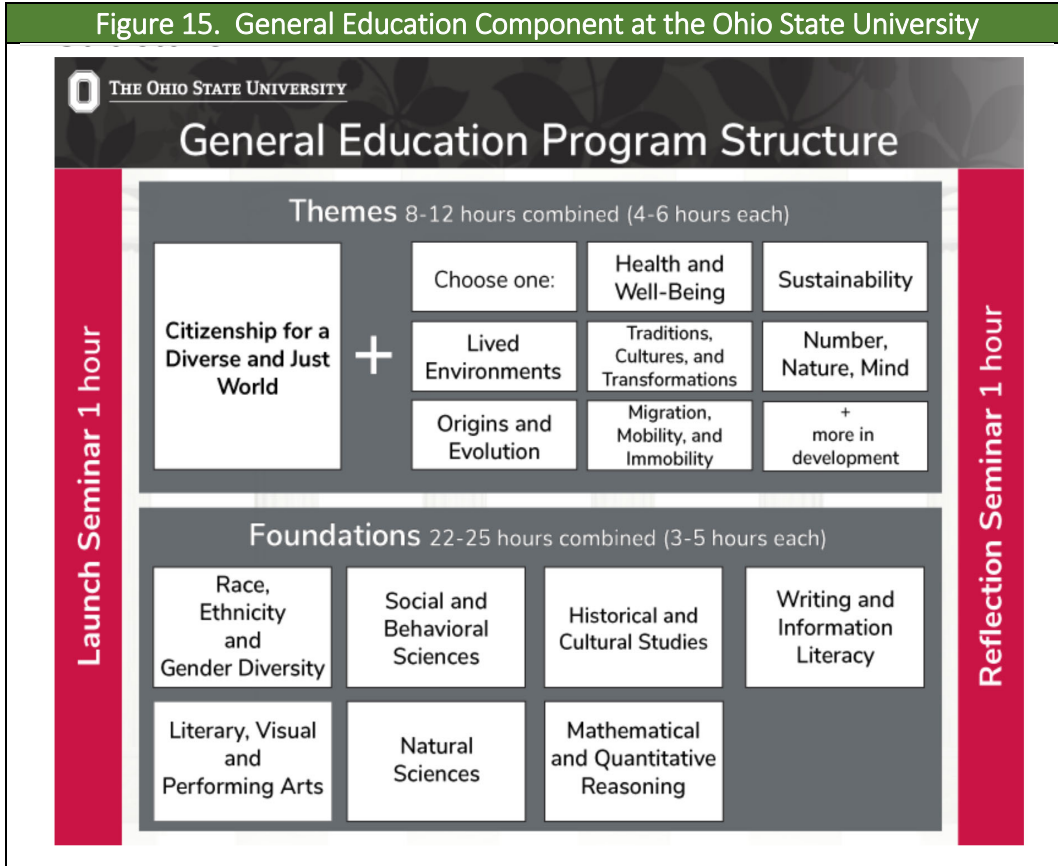 Figure 15. General Education Component at the Ohio State University
THE OHIO STATE UNIVERSITY
General Education Program Structure
Launch Seminar 1 hour
Themes 8-12 hours combined (4-6 hours each)
Citizenship for a
Diverse and Just
World
+
Choose one:
Health and
Well-Being
Sustainability
Lived
Environments
Traditions,
Cultures, and
Transformations
Number,
Nature, Mind
Origins and
Evolution
Migration,
Mobility, and
Immobility
+
more in
development
Foundations 22-25 hours combined (3-5 hours each)
Race,
Ethnicity
and
Gender Diversity
Social and
Behavioral
Sciences
Historical and
Cultural Studies
Writing and
Information
Literacy
Literary, Visual
and
Performing Arts
Natural
Sciences
Mathematical
and Quantitative
Reasoning
Reflection Seminar 1 hour